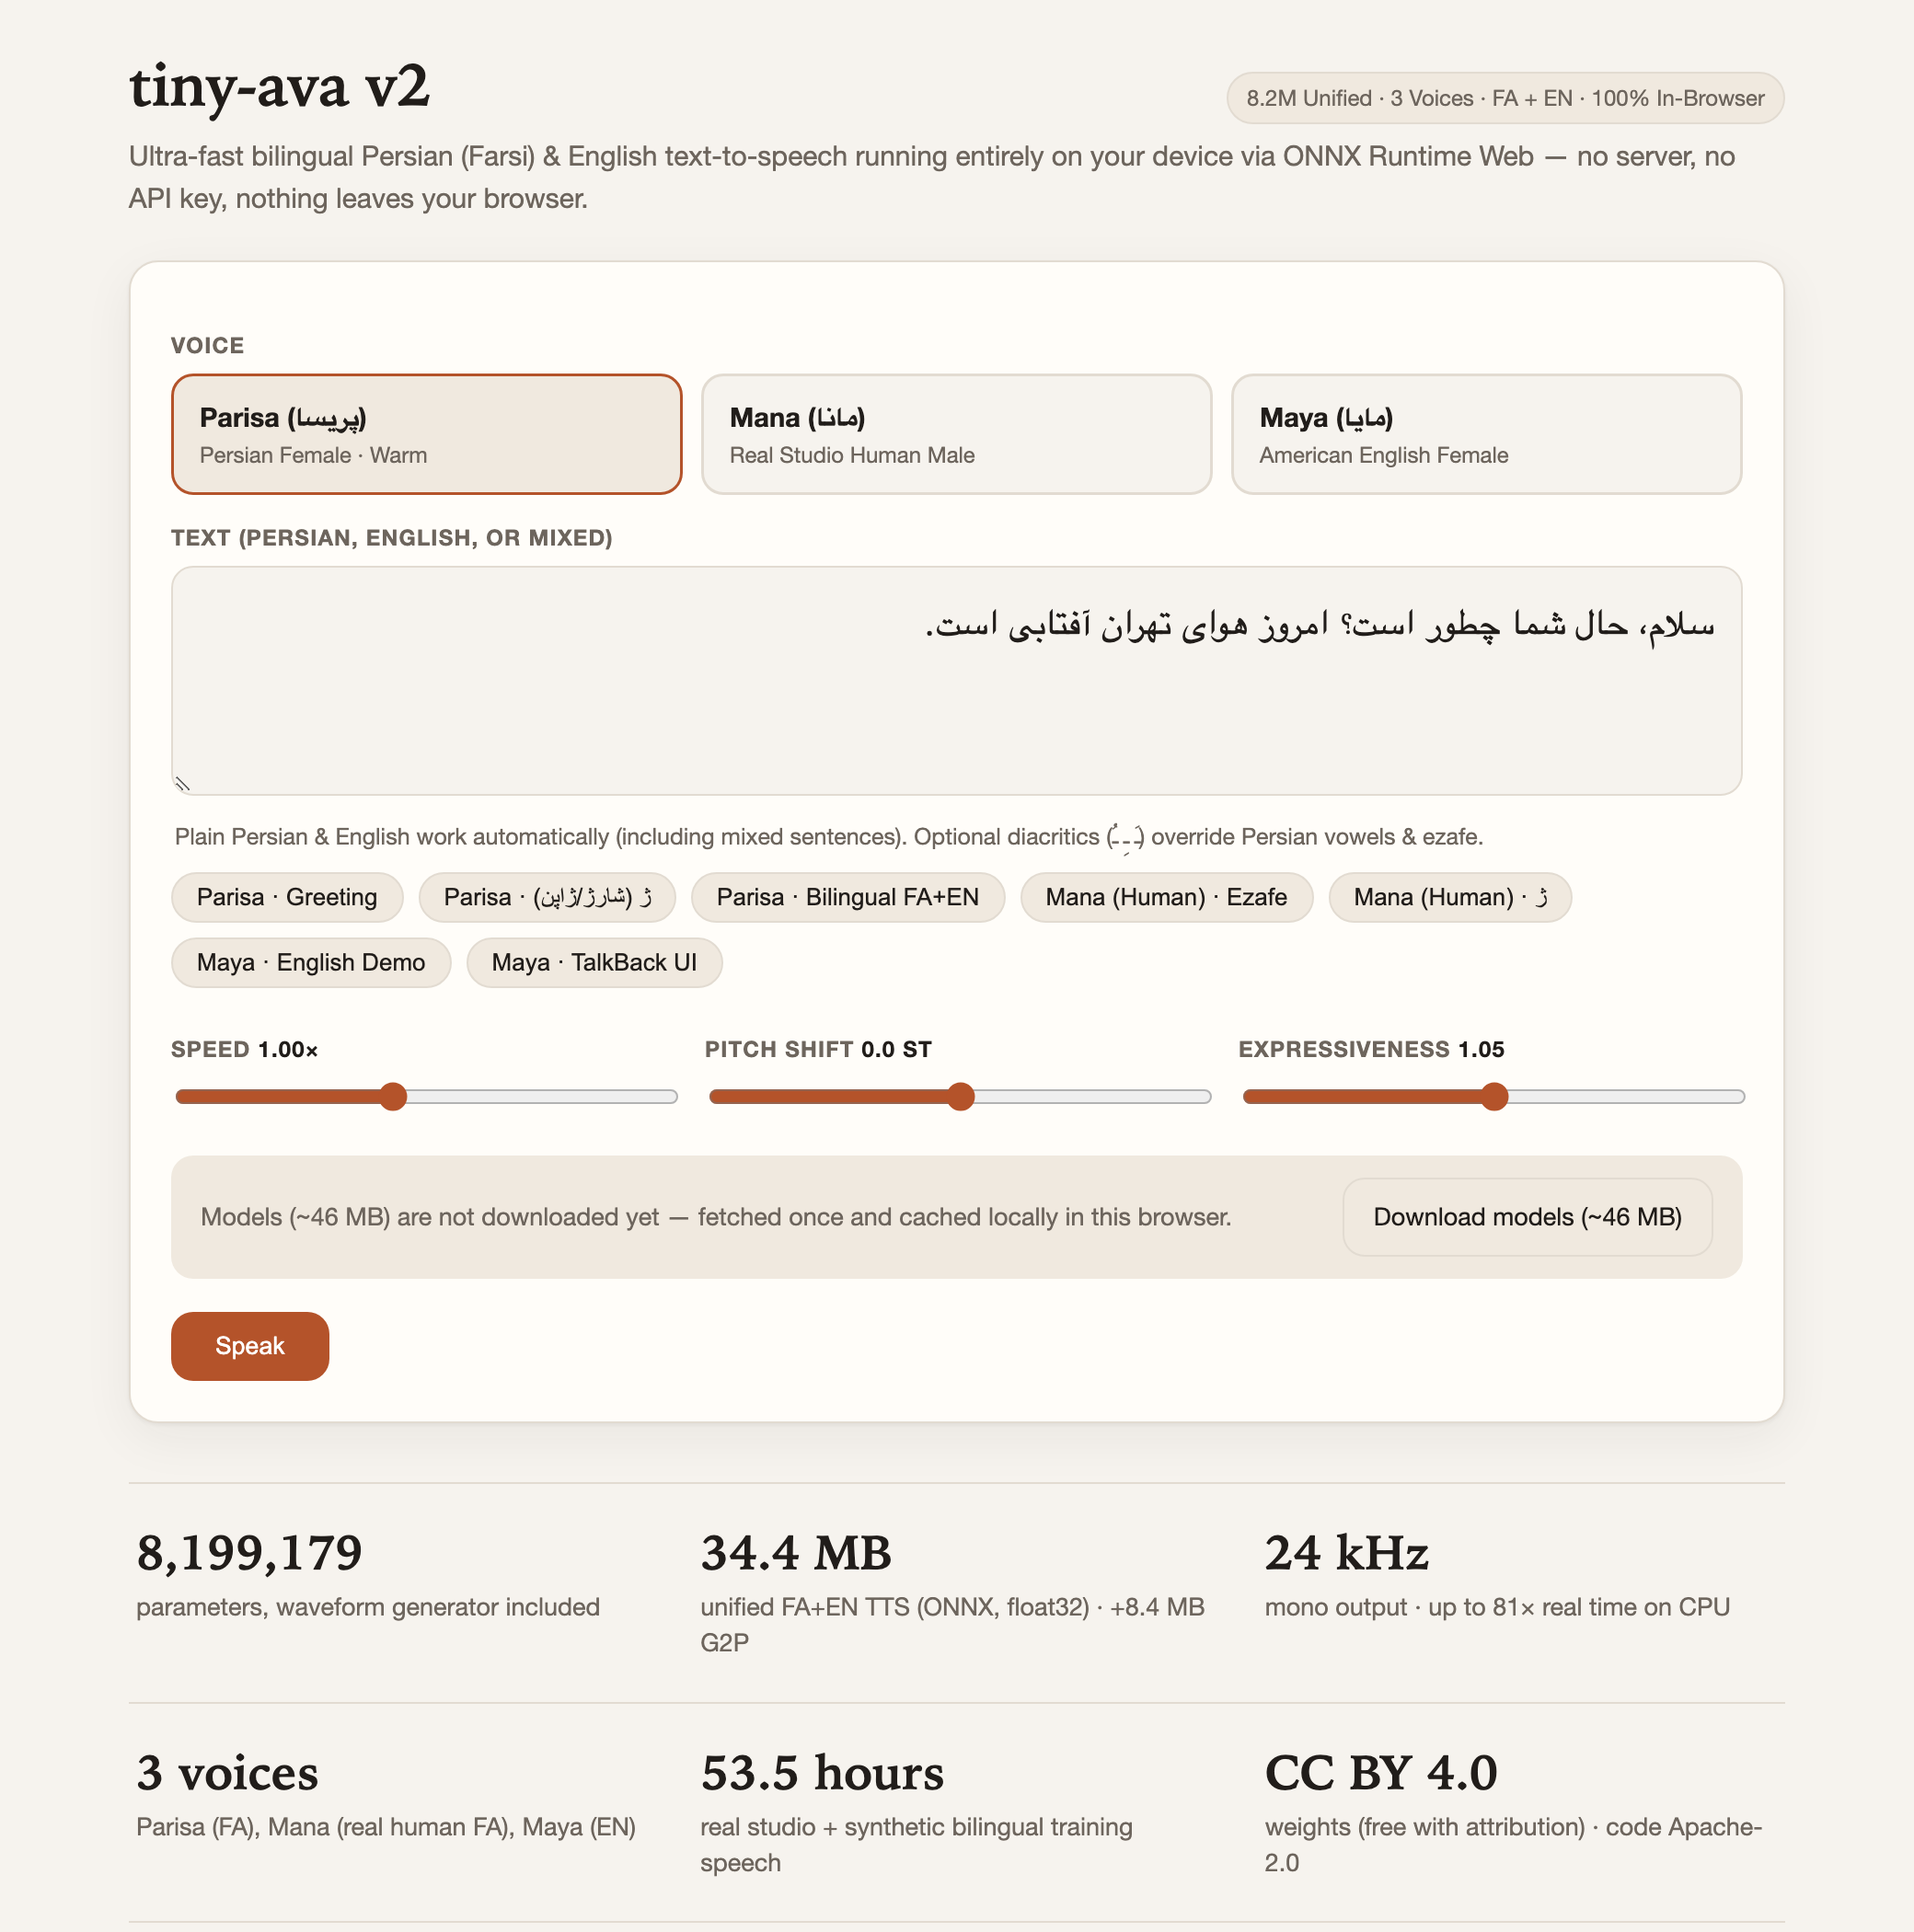 tiny-ava v2
8.2M Unified · 3 Voices · FA + EN · 100% In-Browser
Ultra-fast bilingual Persian (Farsi) & English text-to-speech running entirely on your device via ONNX Runtime Web — no server, no
API key, nothing leaves your browser.
VOICE
Parisa (پریسا)
Persian Female · Warm
Mana (مانا)
Real Studio Human Male
Maya (مایا)
American English Female
TEXT (PERSIAN, ENGLISH, OR MIXED)
سلام، حال شما چطور است؟ امروز هوای تهران آفتابی است.
Plain Persian & English work automatically (including mixed sentences). Optional diacritics (ـَـِـُ) override Persian vowels & ezafe.
Parisa · Greeting
Parisa · ژ (شارژ/ژاپن)
Parisa · Bilingual FA+EN
Mana (Human) · Ezafe
Mana (Human) · ژ
Maya · English Demo
Maya · TalkBack UI
SPEED 1.00×
PITCH SHIFT 0.0 ST
EXPRESSIVENESS 1.05
Models (~46 MB) are not downloaded yet — fetched once and cached locally in this browser.
Download models (~46 MB)
Speak
8,199,179
parameters, waveform generator included
34.4 MB
unified FA+EN TTS (ONNX, float32) · +8.4 MB
G2P
24 kHz
mono output · up to 81× real time on CPU
3 voices
Parisa (FA), Mana (real human FA), Maya (EN)
53.5 hours
real studio + synthetic bilingual training
speech
CC BY 4.0
weights (free with attribution) · code Apache-
2.0